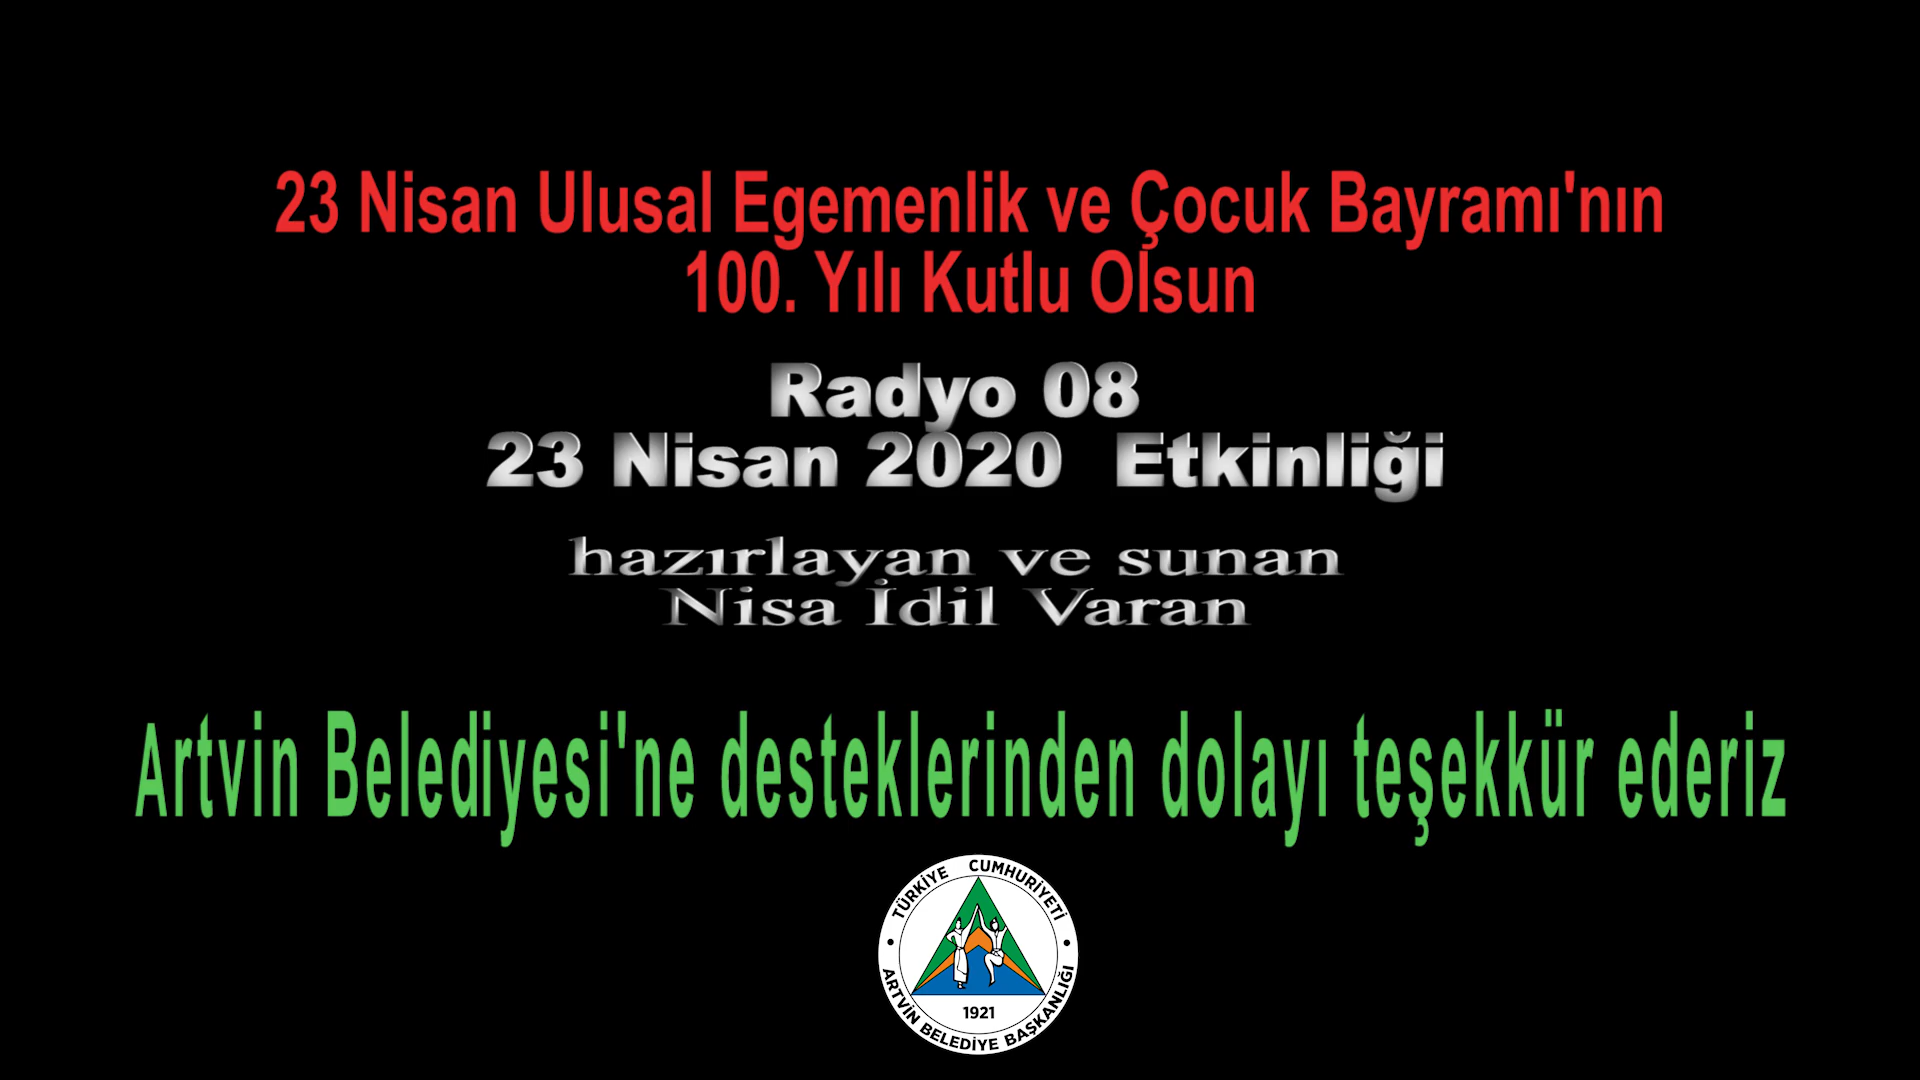 23 Nisan Ulusal Egemenlik ve Çocuk Bayramı'nın
100. Yılı Kutlu Olsun
Radyo 08
23 Nisan 2020 Etkinliği
hazırlayan ve sunan
Nisa İdil Varan
Artvin Belediyesi'ne desteklerinden dolayı teşekkür ederiz
TÜRKİYE CUMHURİYETİ
1921
ARTVİN BELEDİYE BAŞKANLIĞI